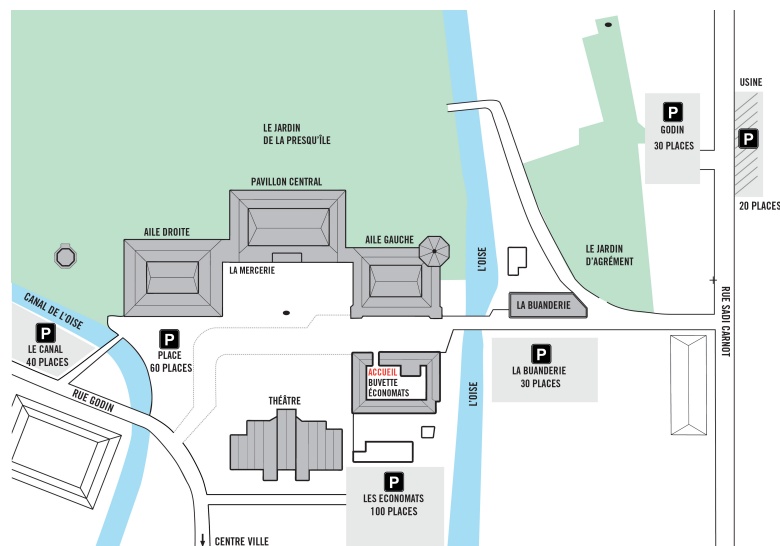 LE JARDIN
DE LA PRESQU'ÎLE
PAVILLON CENTRAL
AILE DROITE
AILE GAUCHE
LA MERCERIE
L'OISE
P
GODIN
30 PLACES
USINE
P
20 PLACES
LE JARDIN
D'AGRÉMENT
LA BUANDERIE
RUE SADI CARNOT
CANAL DE L'OISE
P
LE CANAL
40 PLACES
P
PLACE
60 PLACES
RUE GODIN
THÉÂTRE
ACCUEIL
BUVETTE
ÉCONOMATS
L'OISE
P
LA BUANDERIE
30 PLACES
P
LES ECONOMATS
100 PLACES
CENTRE VILLE